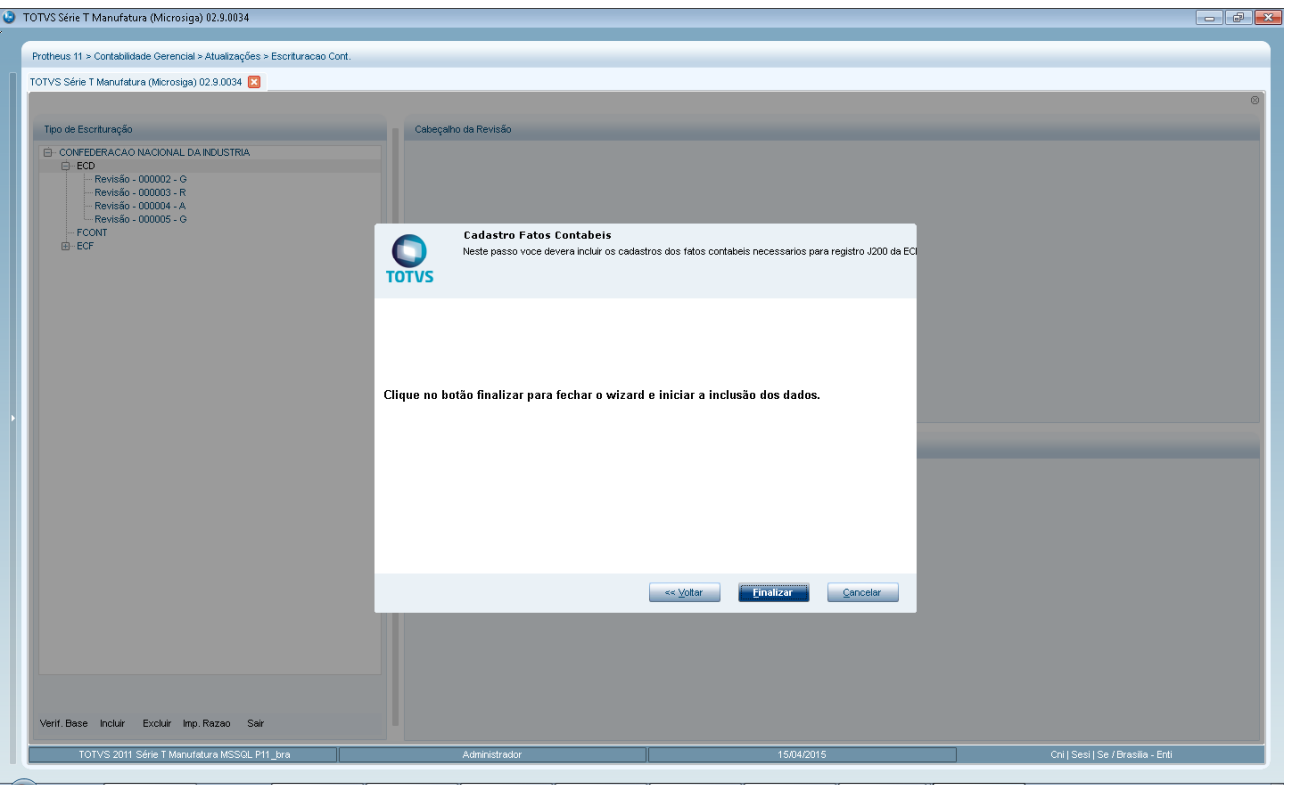 TOTVS Série T Manufatura (Microsiga) 02.9.0034
Protheus 11 > Contabilidade Gerencial > Atualizações > Escrituracao Cont.
TOTVS Série T Manufatura (Microsiga) 02.9.0034
Tipo de Escrituração
Cabeçalho da Revisão
CONFEDERACAO NACIONAL DA INDUSTRIA
ECD
Revisão - 000002 - G
Revisão - 000003 - R
Revisão - 000004 - A
Revisão - 000005 - G
FCONT
ECF
TOTVS
Cadastro Fatos Contabeis
Neste passo voce devera incluir os cadastros dos fatos contabeis necessarios para registro J200 da EC
Clique no botão finalizar para fechar o wizard e iniciar a inclusão dos dados.
<< Voltar
Finalizar
Cancelar
Verif. Base Incluir Excluir Imp. Razao Sair
TOTVS 2011 Série T Manufatura MSSQL P11_bra
Administrador
15/04/2015
Cni | Sesi | Se / Brasilia - Enti